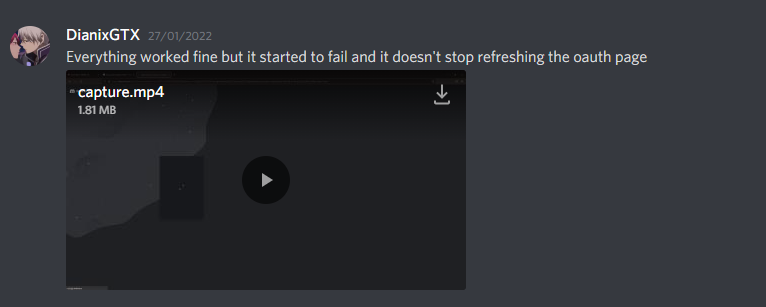 DianixGTX 27/01/2022
Everything worked fine but it started to fail and it doesn't stop refreshing the oauth page
capture.mp4
1.81 MB